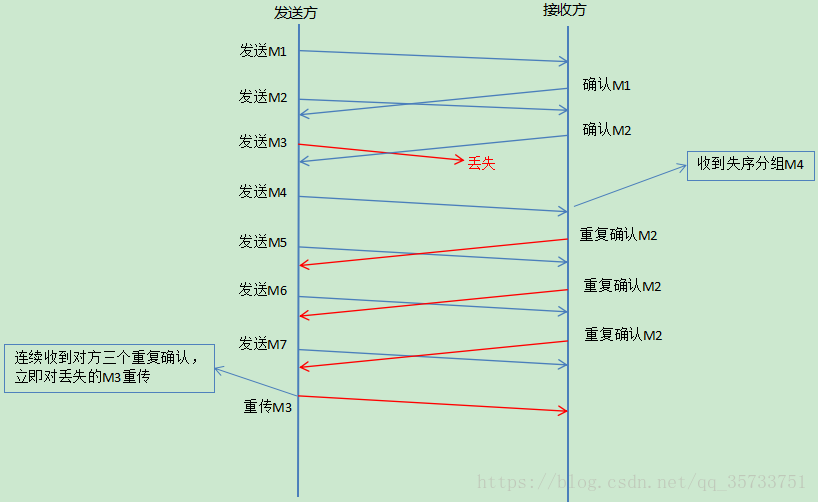 发送方
接收方
发送M1
确认M1
发送M2
确认M2
发送M3
丢失
收到失序分组M4
发送M4
重复确认M2
发送M5
重复确认M2
发送M6
重复确认M2
发送M7
连续收到对方三个重复确认，
立即对丢失的M3重传
重传M3
https://blog.csdn.net/qq_35733751